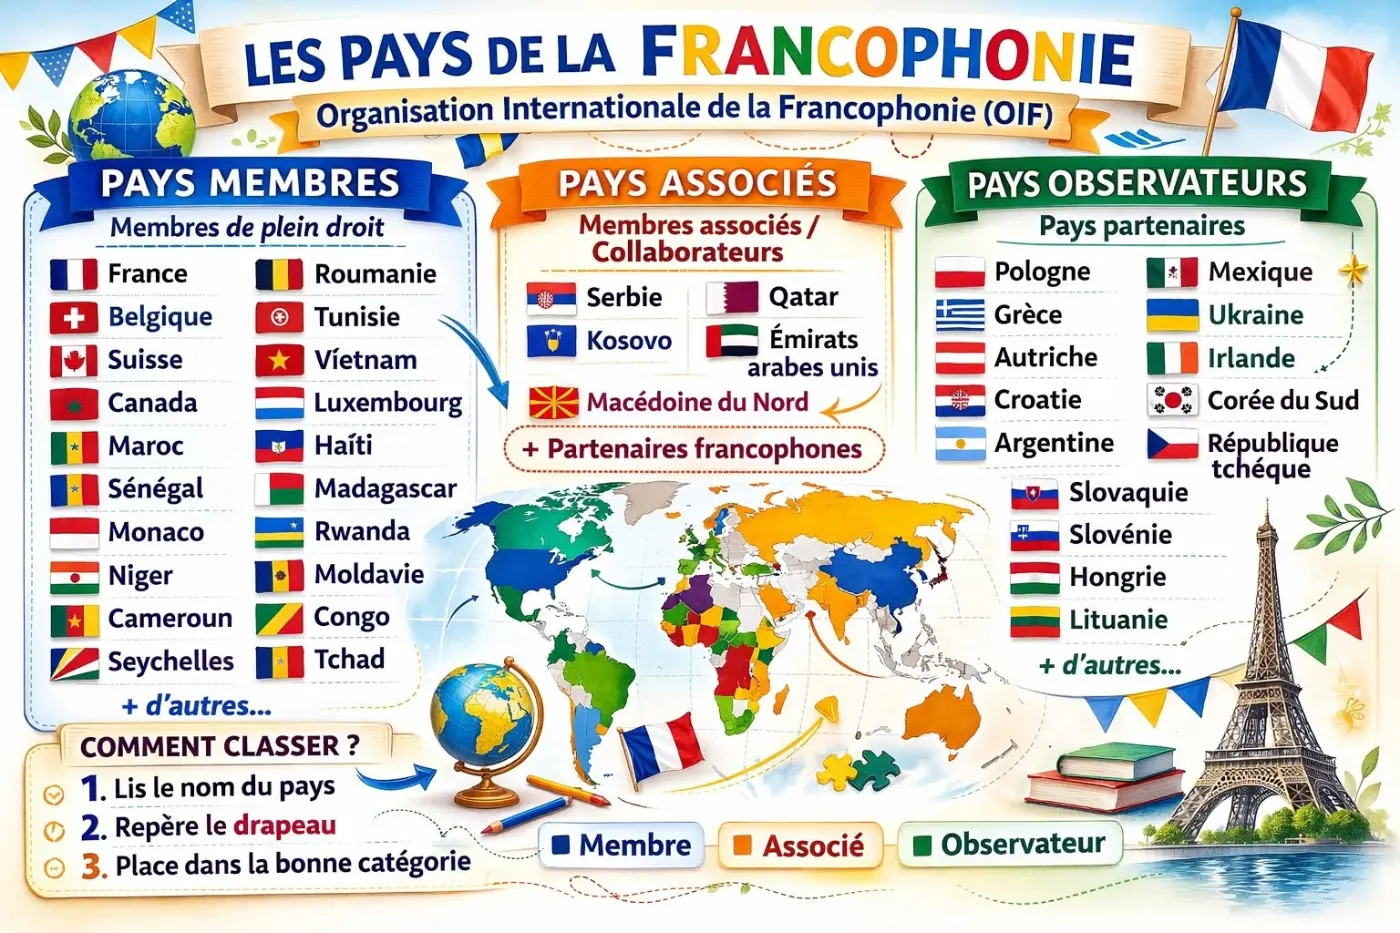 LES PAYS DE LA FRANCOPHONIE
Organisation Internationale de la Francophonie (OIF)
PAYS MEMBRES
Membres de plein droit
France
Belgique
Suisse
Canada
Maroc
Sénégal
Monaco
Niger
Cameroun
Seychelles
Roumanie
Tunisie
Víetnam
Luxembourg
Haíti
Madagascar
Rwanda
Moldavie
Congo
Tchad
+ d'autres...
PAYS ASSOCIÉS
Membres associés /
Collaborateurs
Serbie
Kosovo
Qatar
Émirats
arabes unis
Macédoine du Nord
+ Partenaires francophones
PAYS OBSERVATEURS
Pays partenaires
Pologne
Grèce
Autriche
Croatie
Argentine
Mexique
Ukraine
Irlande
Corée du Sud
République
tchéque
Slovaquie
Slovénie
Hongrie
Lituanie
+ d'autres...
COMMENT CLASSER ?
1. Lis le nom du pays
2. Repère le drapeau
3. Place dans la bonne catégorie
Membre
Associé
Observateur